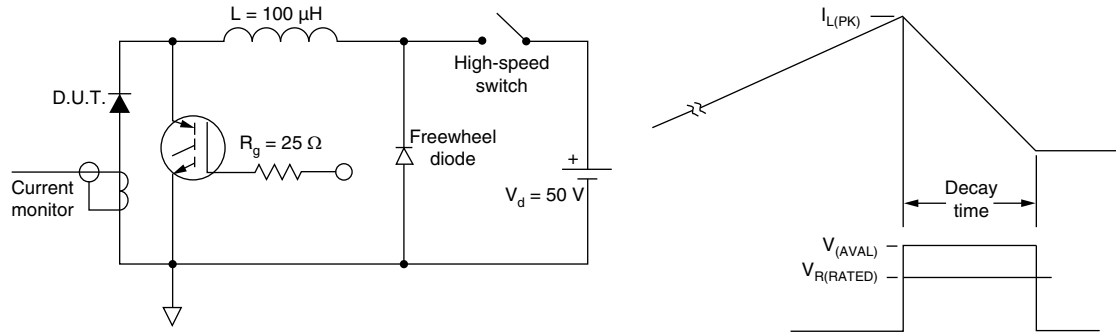 L = 100 µH
D.U.T.
High-speed
switch
R_g = 25 Ω
Freewheel
diode
+
V_d = 50 V
Current
monitor
I_L(PK)
Decay
time
V_(AVAL)
V_R(RATED)